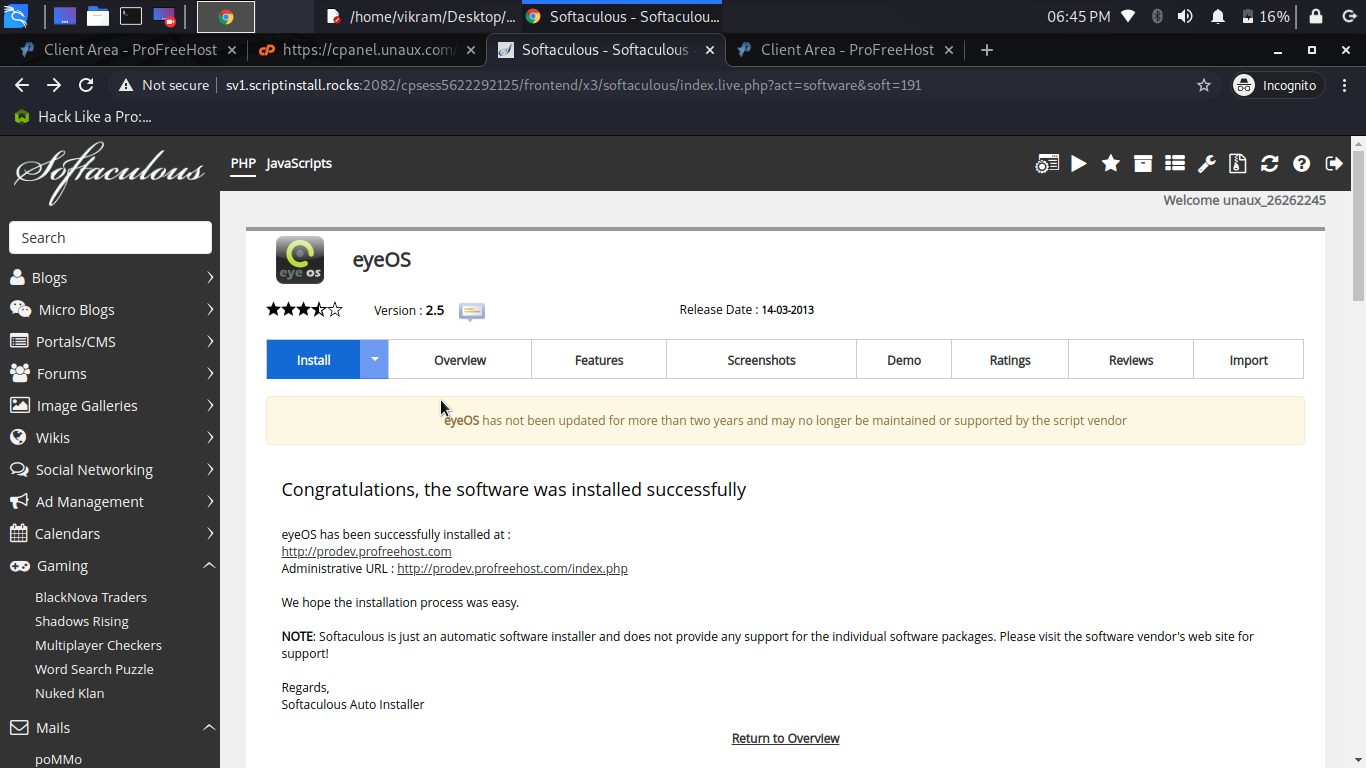 /home/vikram/Desktop/...
Softaculous - Softaculou...
06:45 PM
16%
Client Area - ProFreeHost
https://cpanel.unaux.com
Softaculous - Softaculous -
Client Area - ProFreeHost
Not secure
sv1.scriptinstall.rocks:2082/cpsess5622292125/frontend/x3/softaculous/index.live.php?act=software&soft=191
Incognito
Hack Like a Pro:...
Softaculous
PHP
JavaScripts
Welcome unaux_26262245
Search
Blogs
Micro Blogs
Portals/CMS
Forums
Image Galleries
Wikis
Social Networking
Ad Management
Calendars
Gaming
BlackNova Traders
Shadows Rising
Multiplayer Checkers
Word Search Puzzle
Nuked Klan
Mails
poMMo
eye os
eyeOS
Version : 2.5
Release Date : 14-03-2013
Install
Overview
Features
Screenshots
Demo
Ratings
Reviews
Import
eyeOS has not been updated for more than two years and may no longer be maintained or supported by the script vendor
Congratulations, the software was installed successfully
eyeOS has been successfully installed at :
http://prodev.profreehost.com
Administrative URL : http://prodev.profreehost.com/index.php
We hope the installation process was easy.
NOTE: Softaculous is just an automatic software installer and does not provide any support for the individual software packages. Please visit the software vendor's web site for
support!
Regards,
Softaculous Auto Installer
Return to Overview